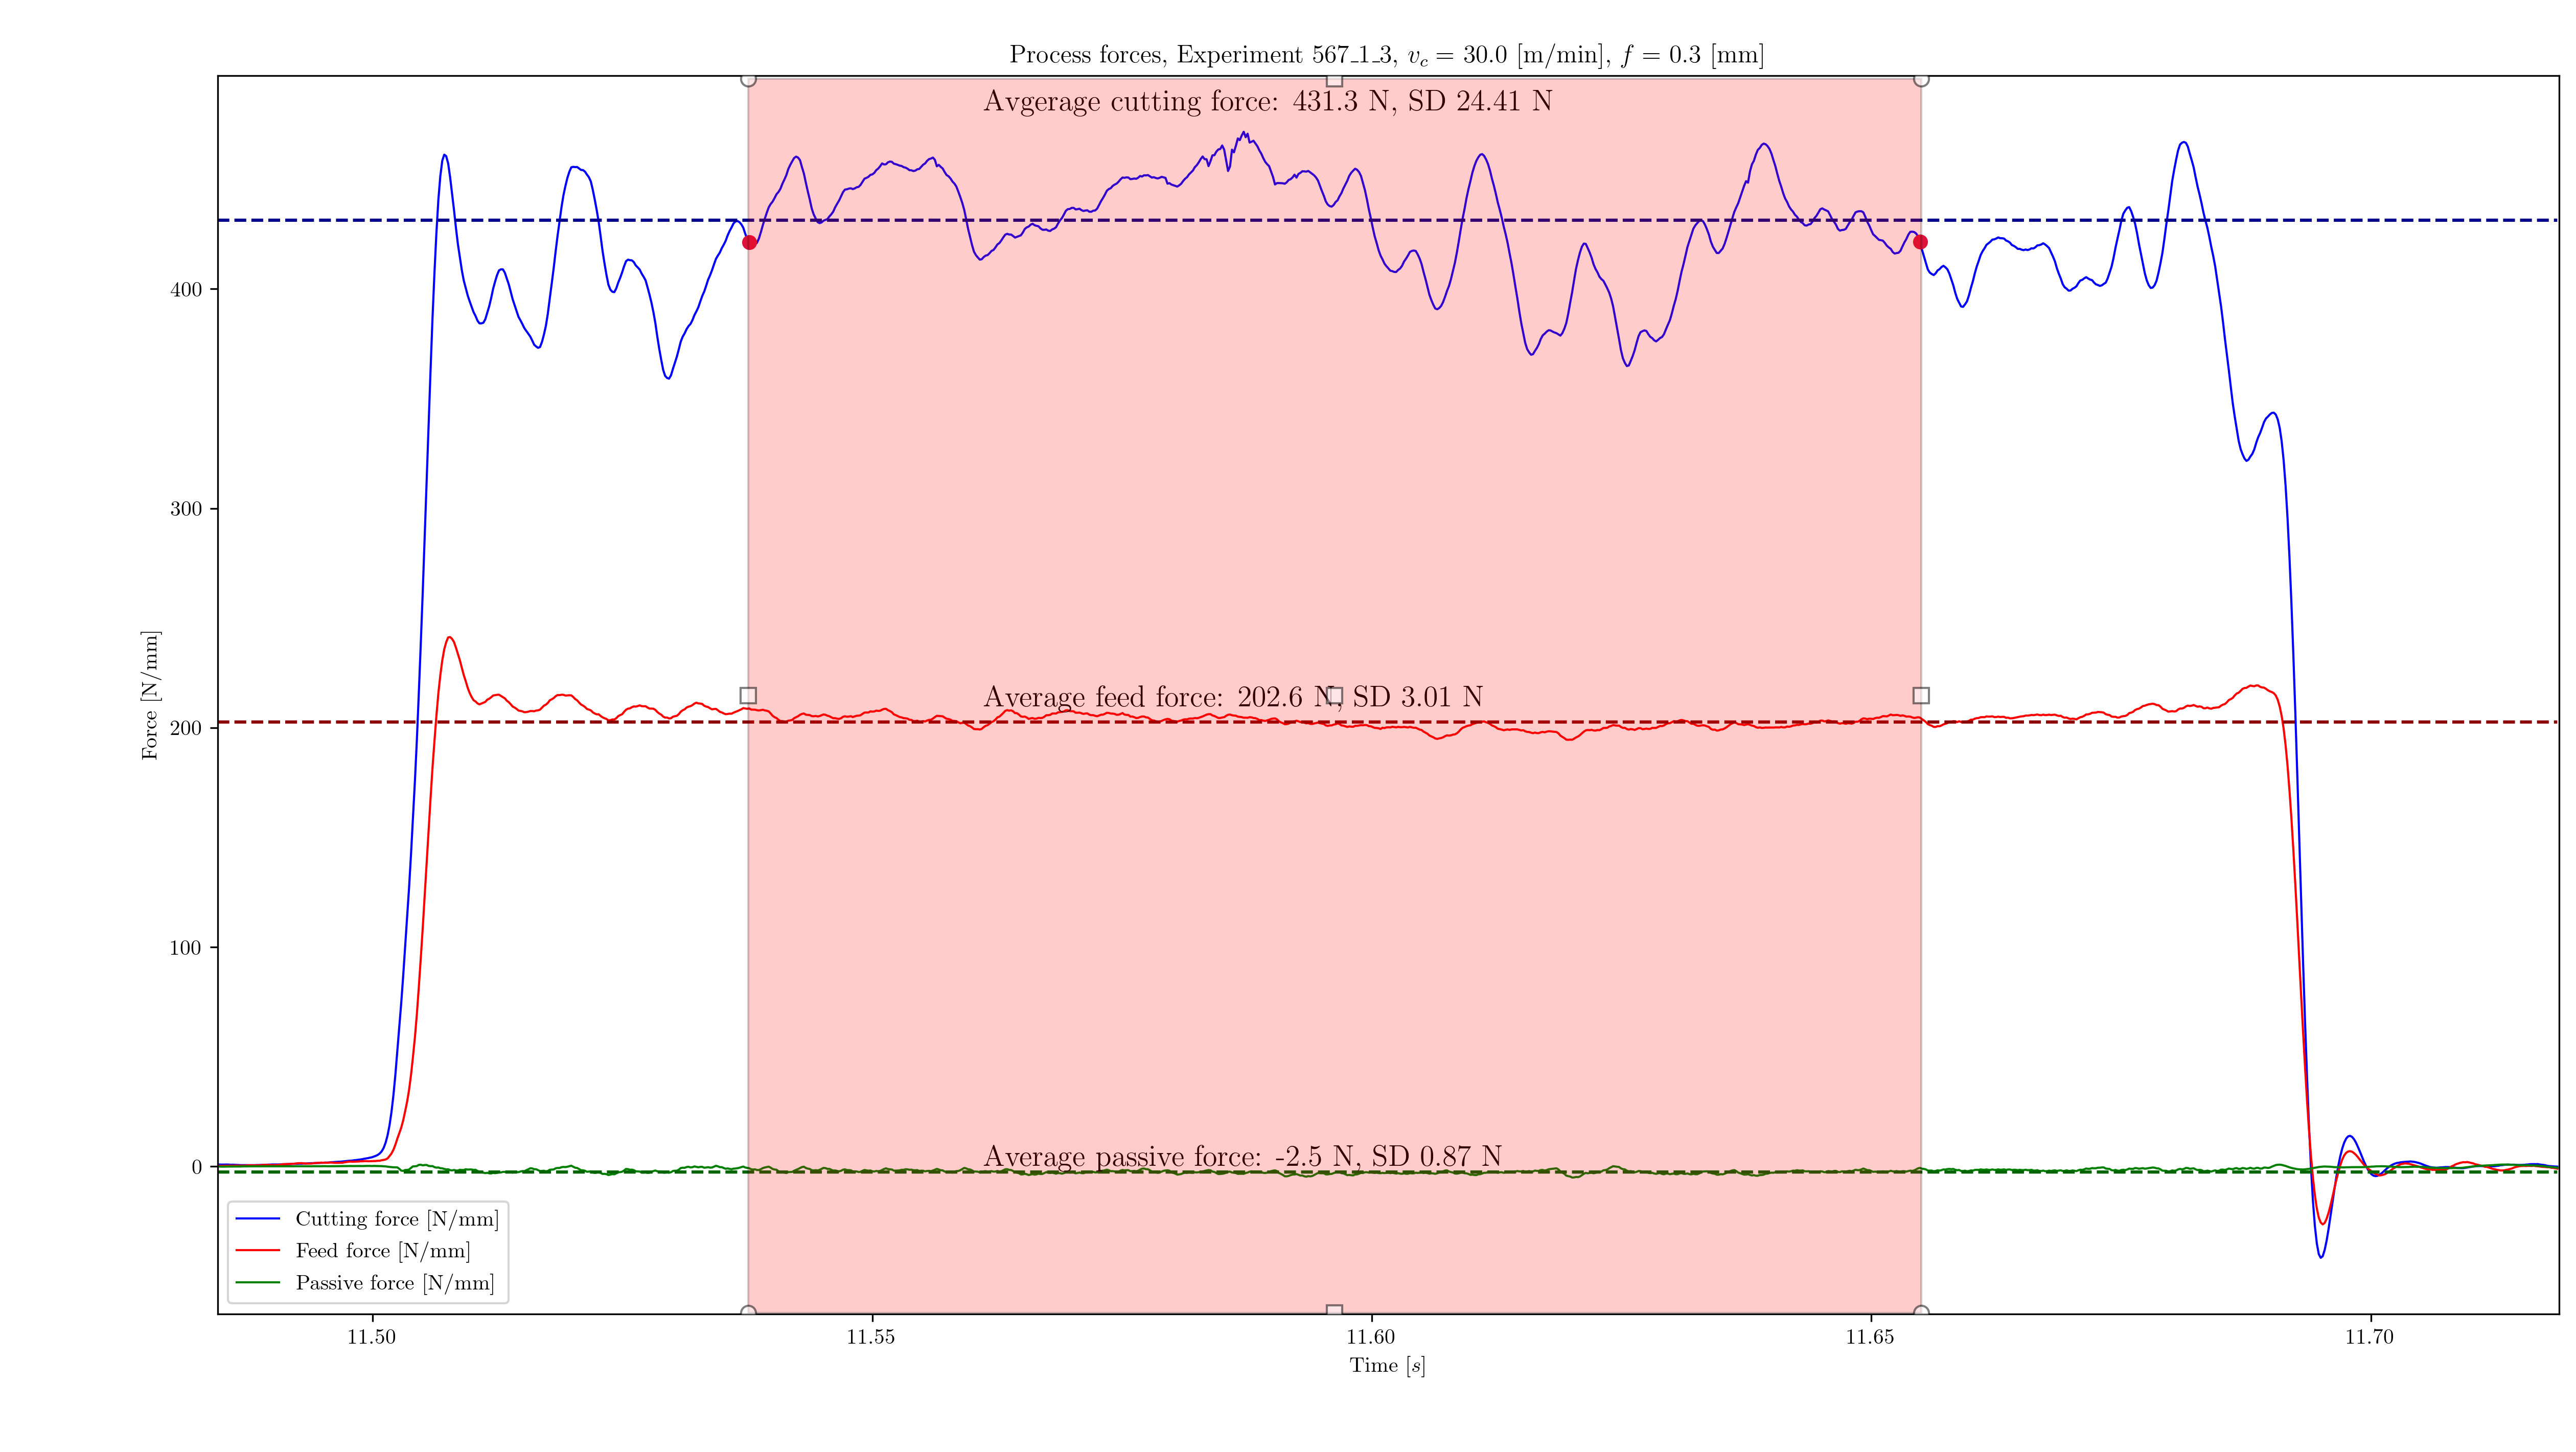 Process forces, Experiment 567_1_3, v_c = 30.0 [m/min], f = 0.3 [mm]
Avgerage cutting force: 431.3 N, SD 24.41 N
400
300
Force [N/mm]
Average feed force: 202.6 N, SD 3.01 N
200
100
Average passive force: -2.5 N, SD 0.87 N
0
Cutting force [N/mm]
Feed force [N/mm]
Passive force [N/mm]
11.50 11.55 11.60 11.65 11.70
Time [s]